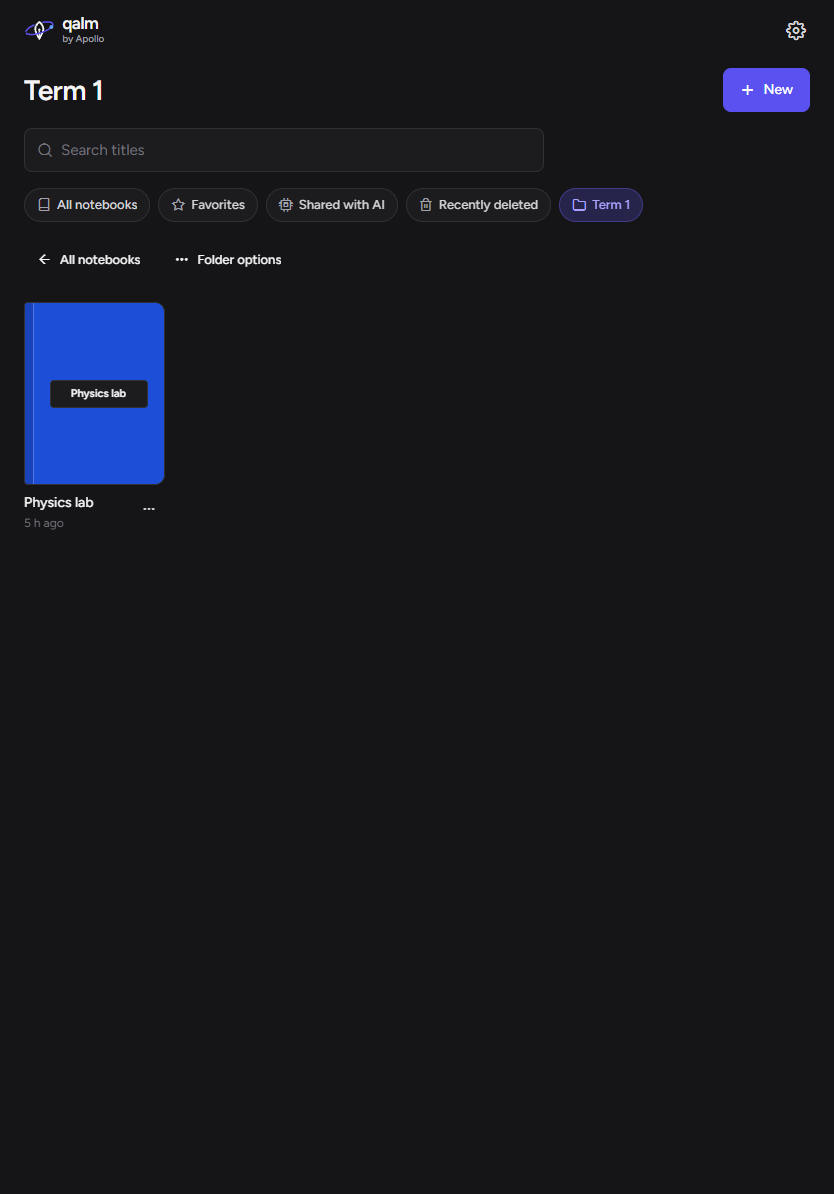 qalm
by Apollo
Term 1
+ New
Search titles
All notebooks
Favorites
Shared with AI
Recently deleted
Term 1
← All notebooks
••• Folder options
Physics lab
Physics lab
...
5 h ago